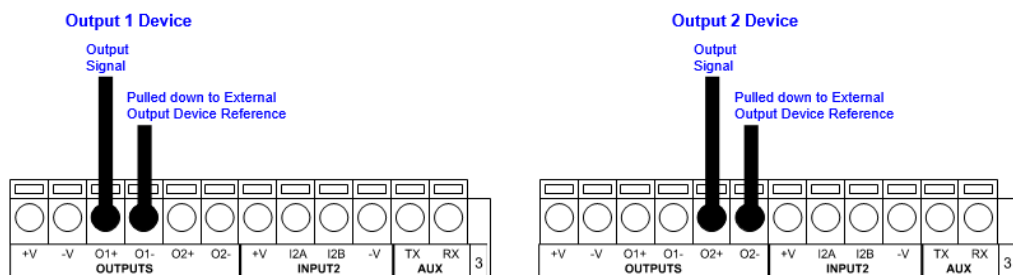 Output 1 Device
Output
Signal
Pulled down to External
Output Device Reference
+V -V O1+ O1- O2+ O2- +V I2A I2B -V TX RX
OUTPUTS INPUT2 AUX 3
Output 2 Device
Output
Signal
Pulled down to External
Output Device Reference
+V -V O1+ O1- O2+ O2- +V I2A I2B -V TX RX
OUTPUTS INPUT2 AUX 3